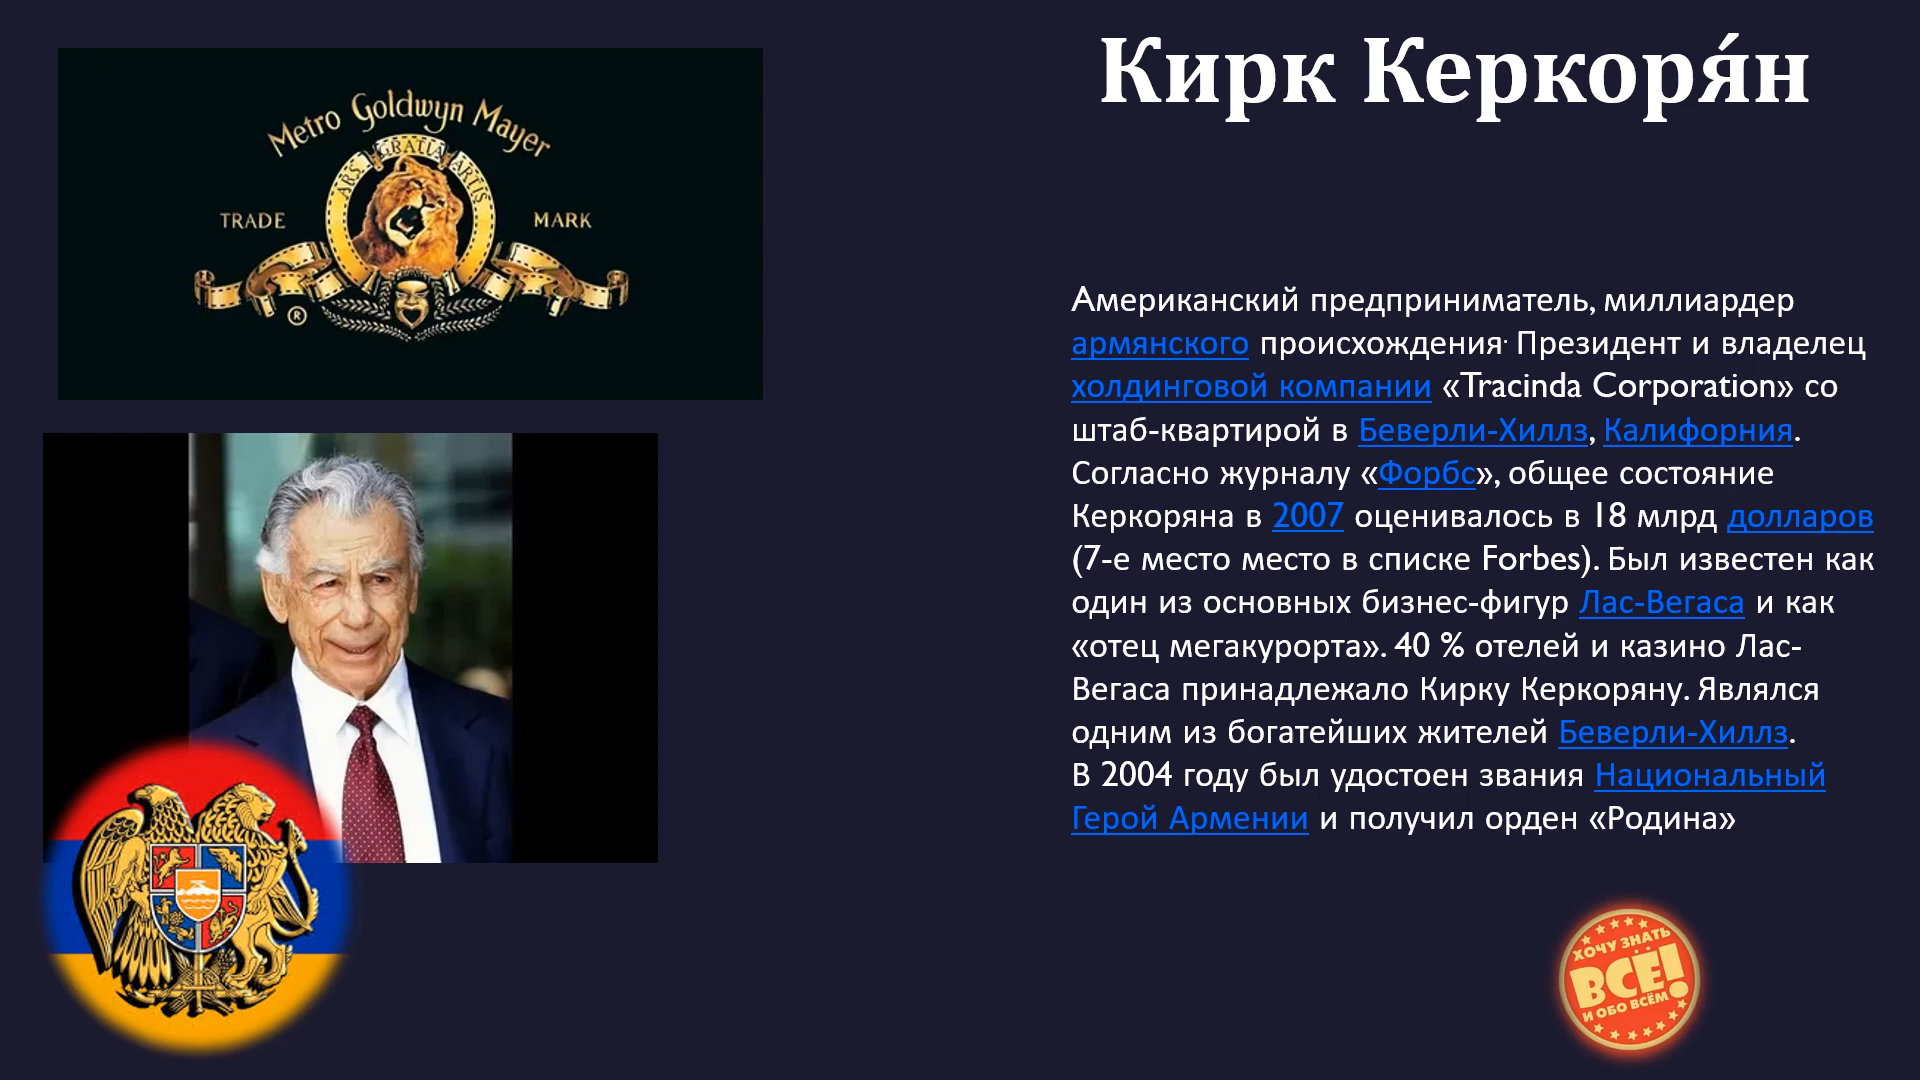 Кирк Керкоря́н
Metro Goldwyn Mayer
ARS GRATIA ARTIS
TRADE MARK
®
Американский предприниматель, миллиардер
армянского происхождения. Президент и владелец
холдинговой компании «Tracinda Corporation» со
штаб-квартирой в Беверли-Хиллз, Калифорния.
Согласно журналу «Форбс», общее состояние
Керкоряна в 2007 оценивалось в 18 млрд долларов
(7-е место место в списке Forbes). Был известен как
один из основных бизнес-фигур Лас-Вегаса и как
«отец мегакурорта». 40 % отелей и казино Лас-
Вегаса принадлежало Кирку Керкоряну. Являлся
одним из богатейших жителей Беверли-Хиллз.
В 2004 году был удостоен звания Национальный
Герой Армении и получил орден «Родина»
ХОЧУ ЗНАТЬ
ВСЁ!
И ОБО ВСЁМ